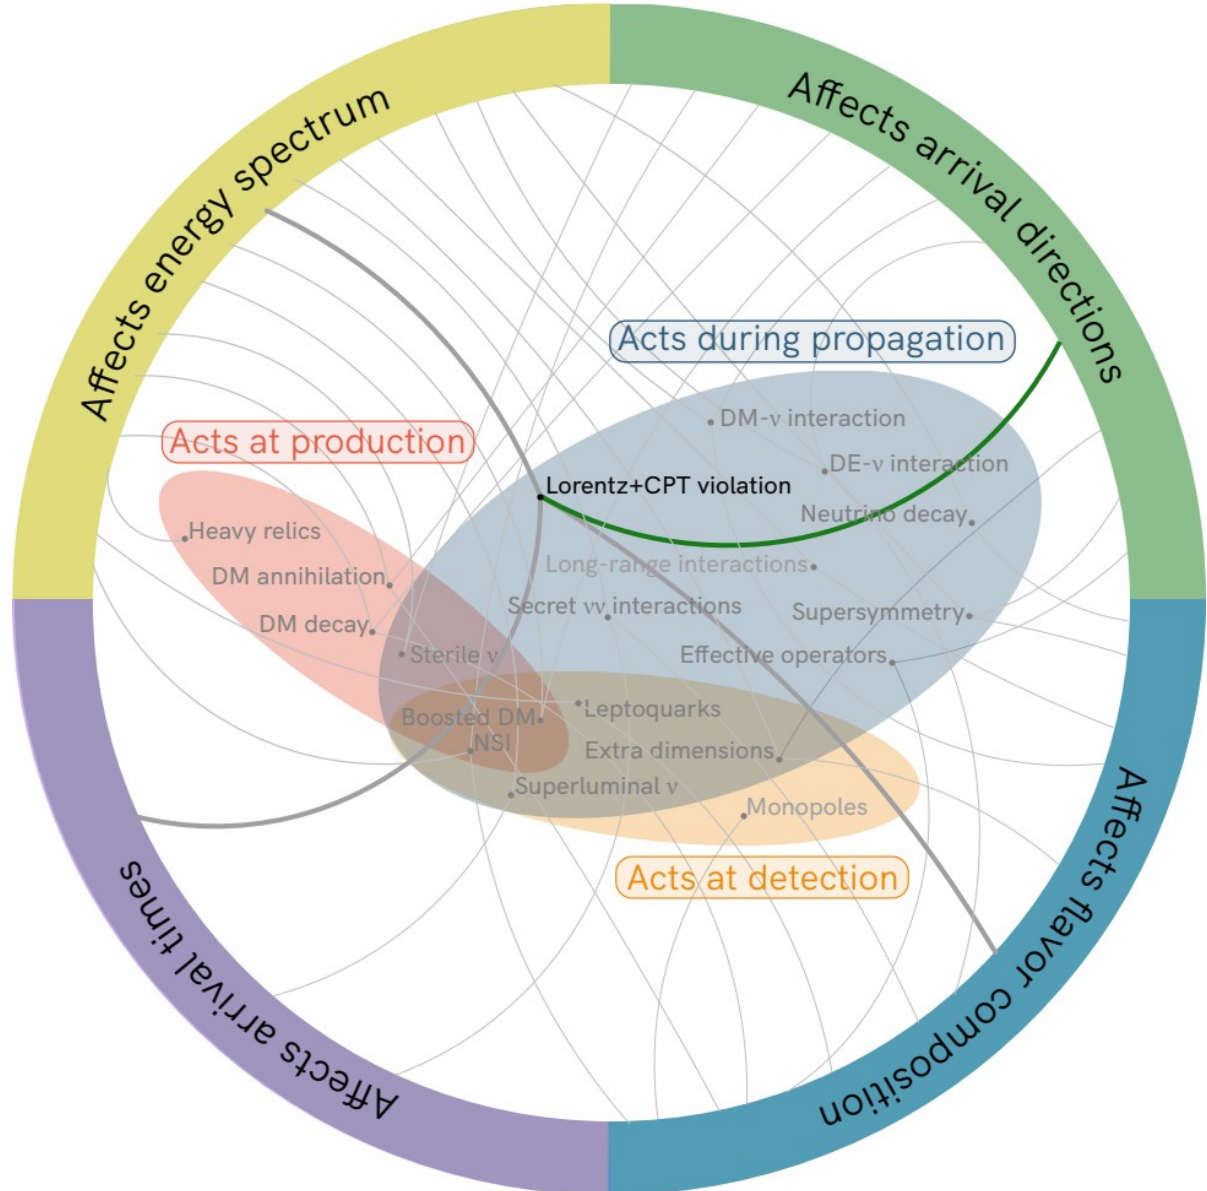 Affects energy spectrum
Affects arrival directions
Acts during propagation
DM-ν interaction
Acts at production
DE-ν interaction
Lorentz+CPT violation
Neutrino decay
Heavy relics
Long-range interactions
DM annihilation
Secret νν interactions
Supersymmetry
DM decay
Sterile ν
Effective operators
Leptoquarks
Boosted DM
NSI
Extra dimensions
Superluminal ν
Monopoles
Acts at detection
Affects arrival times
Affects flavor composition